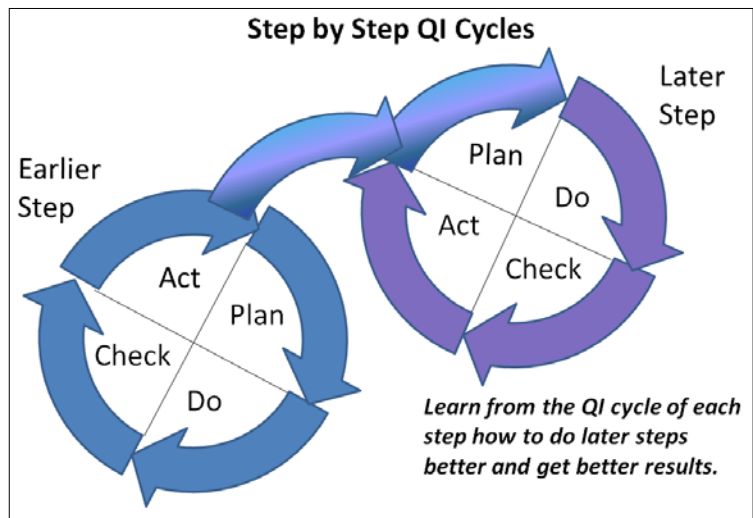 Step by Step QI Cycles
Earlier
Step
Act
Plan
Do
Check
Later
Step
Plan
Do
Check
Act
Learn from the QI cycle of each
step how to do later steps
better and get better results.